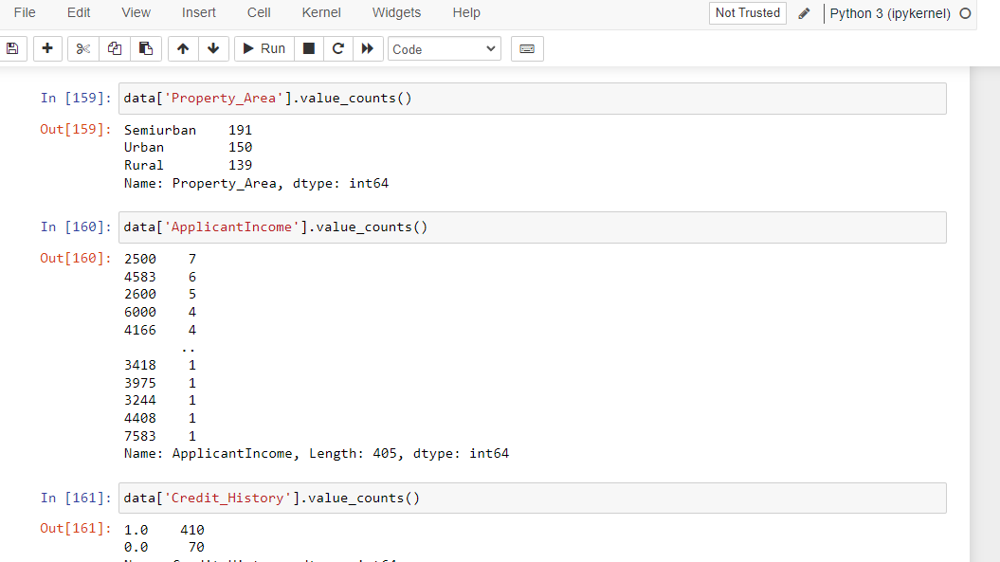 File Edit View Insert Cell Kernel Widgets Help Not Trusted Python 3 (ipykernel)
Run Code
In [159]: data['Property_Area'].value_counts()
Out[159]: Semiurban 191
Urban 150
Rural 139
Name: Property_Area, dtype: int64
In [160]: data['ApplicantIncome'].value_counts()
Out[160]: 2500 7
4583 6
2600 5
6000 4
4166 4
..
3418 1
3975 1
3244 1
4408 1
7583 1
Name: ApplicantIncome, Length: 405, dtype: int64
In [161]: data['Credit_History'].value_counts()
Out[161]: 1.0 410
0.0 70